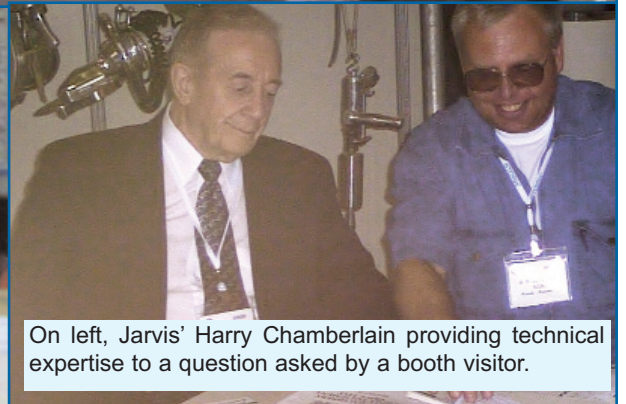 On left, Jarvis' Harry Chamberlain providing technical
expertise to a question asked by a booth visitor.